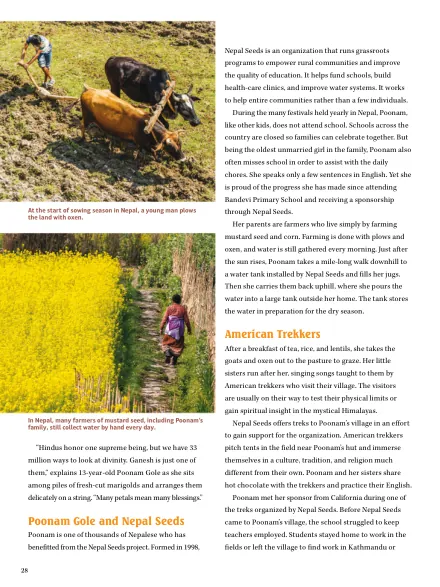 At the start of sowing season in Nepal, a young man plows
the land with oxen.
In Nepal, many farmers of mustard seed, including Poonam's
family, still collect water by hand every day.
"Hindus honor one supreme being, but we have 33
million ways to look at divinity. Ganesh is just one of
them," explains 13-year-old Poonam Gole as she sits
among piles of fresh-cut marigolds and arranges them
delicately on a string. "Many petals mean many blessings."
Poonam Gole and Nepal Seeds
Poonam is one of thousands of Nepalese who has
benefitted from the Nepal Seeds project. Formed in 1998,
Nepal Seeds is an organization that runs grassroots
programs to empower rural communities and improve
the quality of education. It helps fund schools, build
health-care clinics, and improve water systems. It works
to help entire communities rather than a few individuals.
During the many festivals held yearly in Nepal, Poonam,
like other kids, does not attend school. Schools across the
country are closed so families can celebrate together. But
being the oldest unmarried girl in the family, Poonam also
often misses school in order to assist with the daily
chores. She speaks only a few sentences in English. Yet she
is proud of the progress she has made since attending
Bandevi Primary School and receiving a sponsorship
through Nepal Seeds.
Her parents are farmers who live simply by farming
mustard seed and corn. Farming is done with plows and
oxen, and water is still gathered every morning. Just after
the sun rises, Poonam takes a mile-long walk downhill to
a water tank installed by Nepal Seeds and fills her jugs.
Then she carries them back uphill, where she pours the
water into a large tank outside her home. The tank stores
the water in preparation for the dry season.
American Trekkers
After a breakfast of tea, rice, and lentils, she takes the
goats and oxen out to the pasture to graze. Her little
sisters run after her, singing songs taught to them by
American trekkers who visit their village. The visitors
are usually on their way to test their physical limits or
gain spiritual insight in the mystical Himalayas.
Nepal Seeds offers treks to Poonam's village in an effort
to gain support for the organization. American trekkers
pitch tents in the field near Poonam's hut and immerse
themselves in a culture, tradition, and religion much
different from their own. Poonam and her sisters share
hot chocolate with the trekkers and practice their English.
Poonam met her sponsor from California during one of
the treks organized by Nepal Seeds. Before Nepal Seeds
came to Poonam's village, the school struggled to keep
teachers employed. Students stayed home to work in the
fields or left the village to find work in Kathmandu or
28